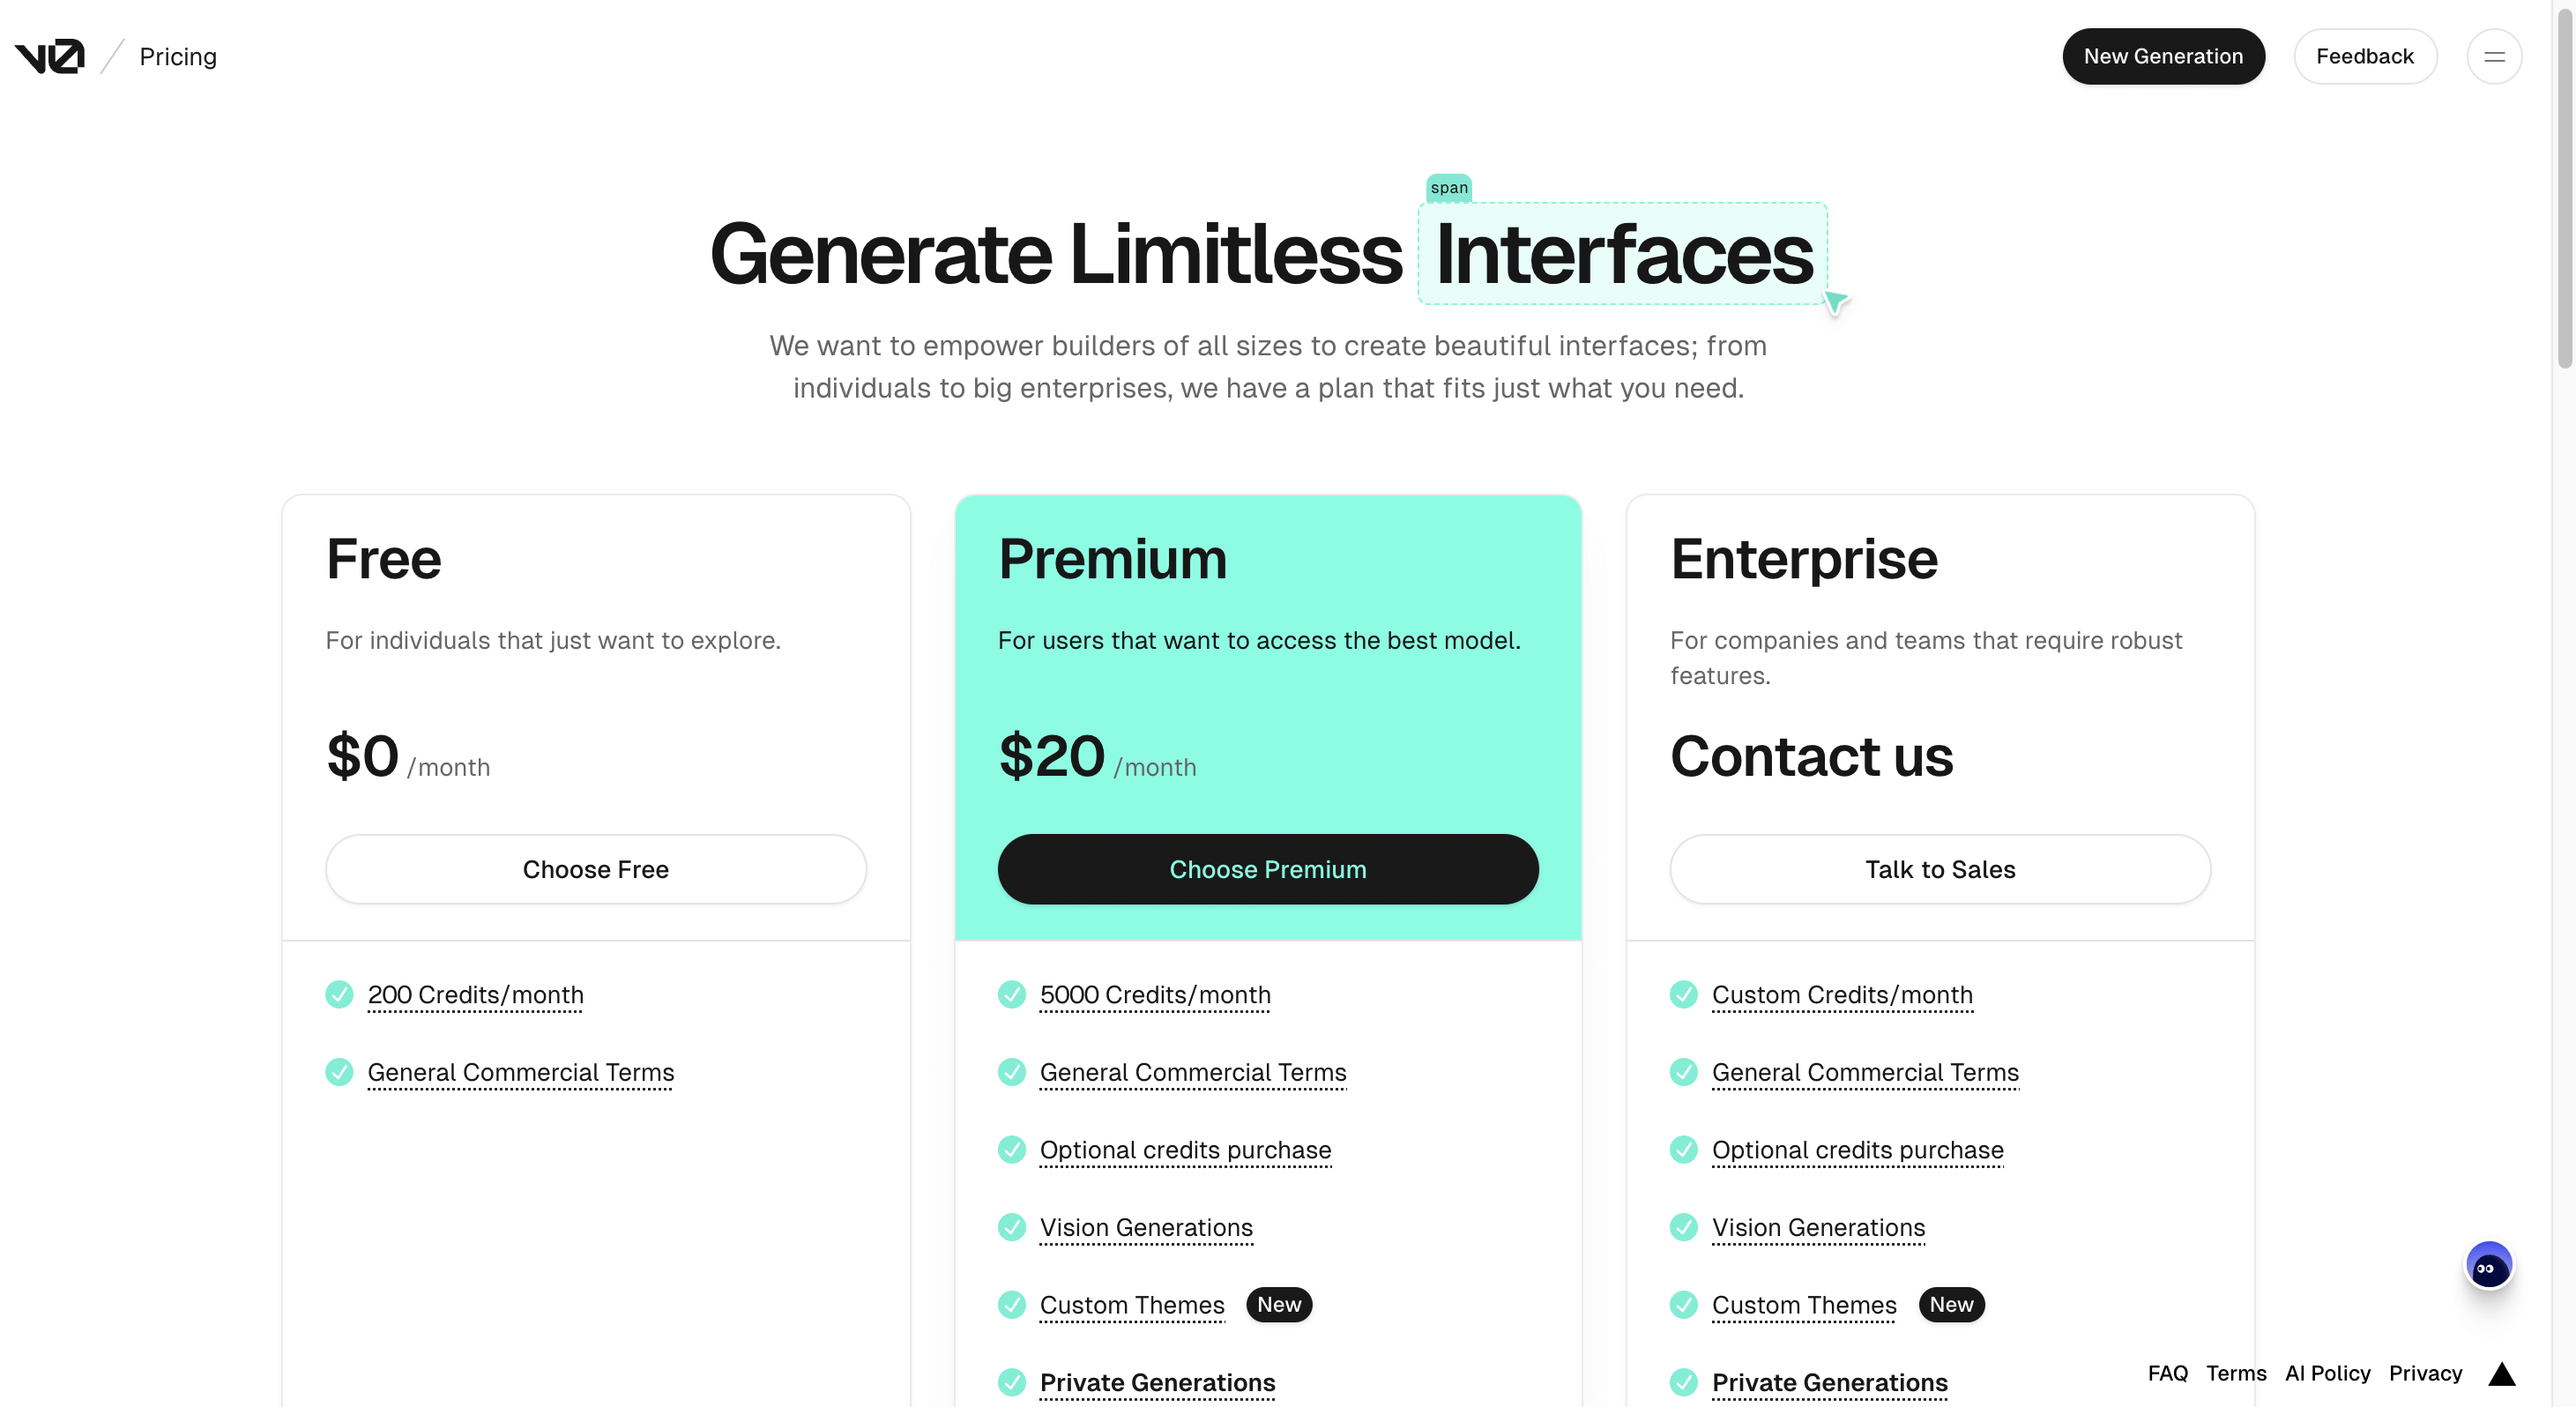 v0 / Pricing
New Generation
Feedback
span
Generate Limitless Interfaces
We want to empower builders of all sizes to create beautiful interfaces; from
individuals to big enterprises, we have a plan that fits just what you need.
Free
For individuals that just want to explore.
$0 /month
Choose Free
200 Credits/month
General Commercial Terms
Premium
For users that want to access the best model.
$20 /month
Choose Premium
5000 Credits/month
General Commercial Terms
Optional credits purchase
Vision Generations
Custom Themes New
Private Generations
Enterprise
For companies and teams that require robust
features.
Contact us
Talk to Sales
Custom Credits/month
General Commercial Terms
Optional credits purchase
Vision Generations
Custom Themes New
Private Generations
FAQ Terms AI Policy Privacy